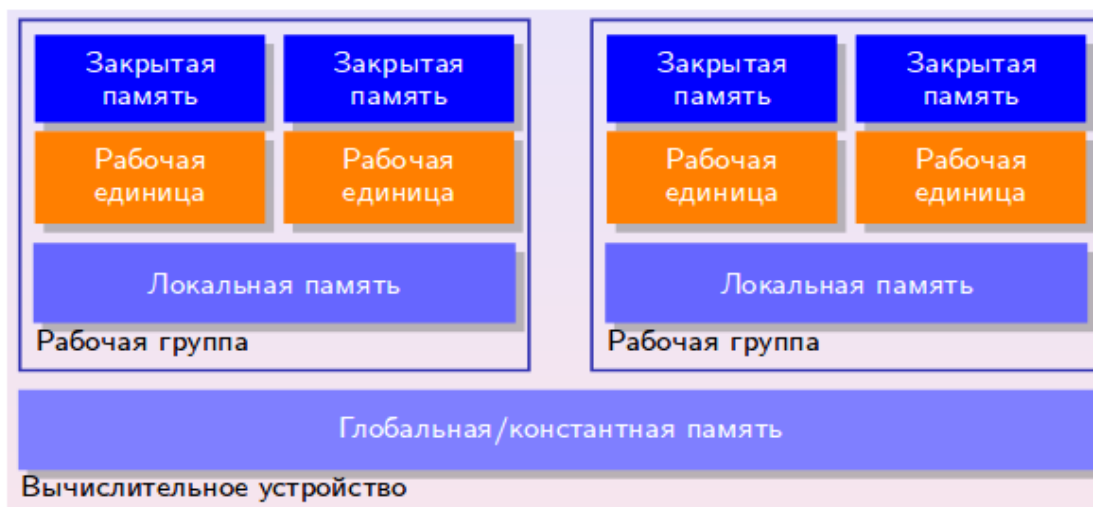 Закрытая
память
Закрытая
память
Закрытая
память
Закрытая
память
Рабочая
единица
Рабочая
единица
Рабочая
единица
Рабочая
единица
Локальная память
Локальная память
Рабочая группа
Рабочая группа
Глобальная/константная память
Вычислительное устройство